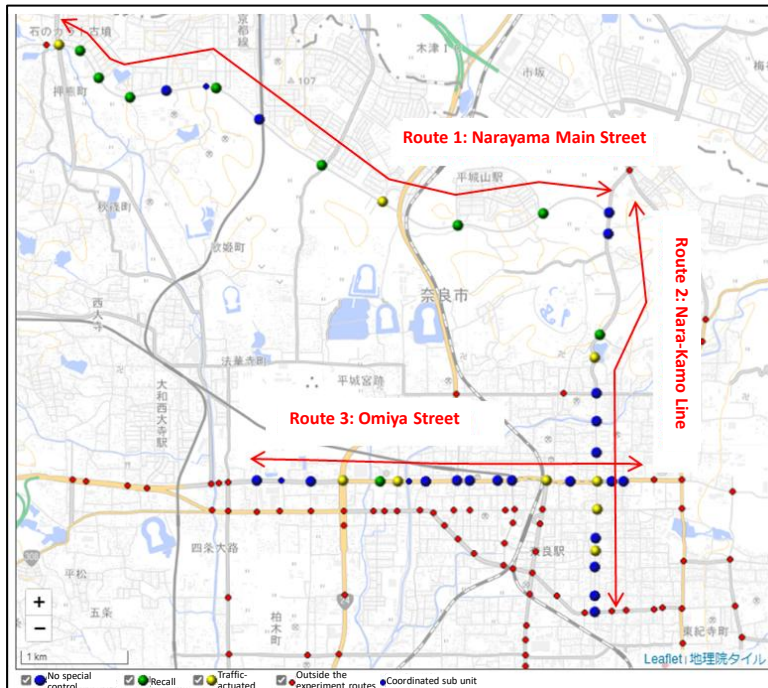 石のカラト古墳
京都線
木津I
市坂
押熊町
107
Route 1: Narayama Main Street
平城山駅
秋篠町
歌姫町
奈良市
Route 2: Nara-Kamo Line
西大寺
法華寺町
平城宮跡
大和西大寺駅
Route 3: Omiya Street
四条大路
奈良駅
308
平松
+
−
五条
柏木町
東紀寺町
1 km
Leaflet | 地理院タイル
No special control
Recall
Traffic-actuated
Outside the experiment routes
Coordinated sub unit